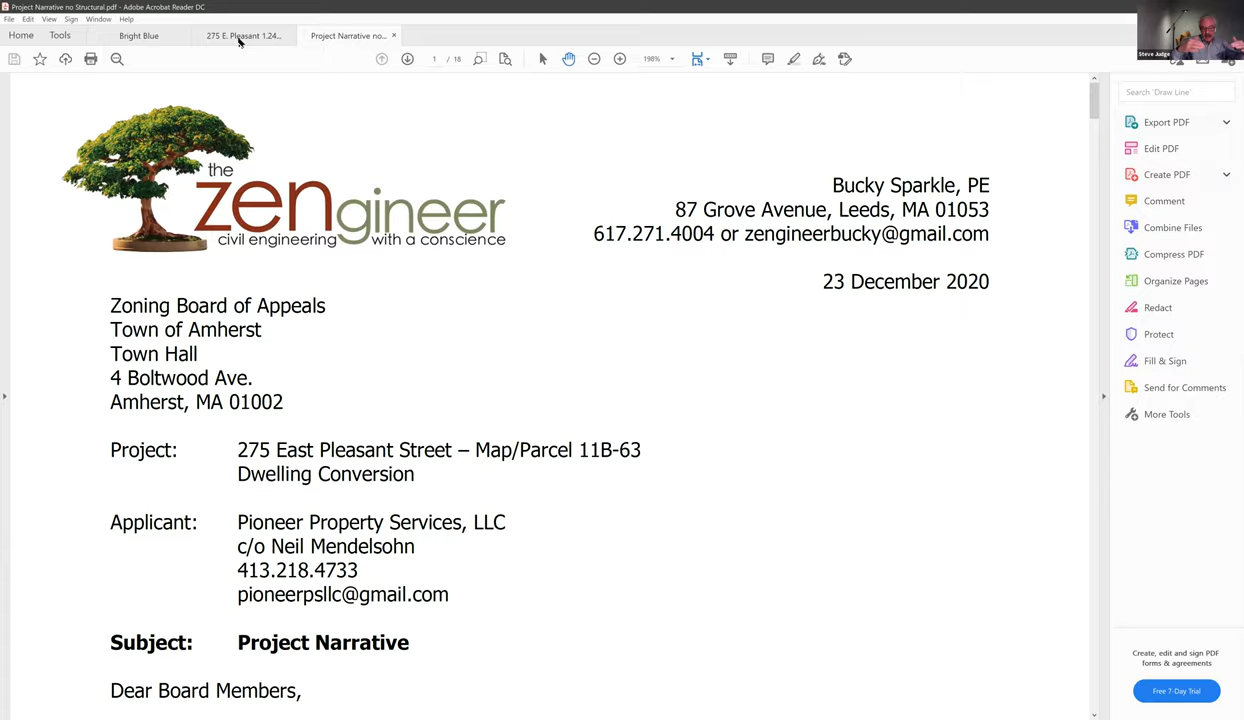 Project Narrative no Structural.pdf - Adobe Acrobat Reader DC
File Edit View Sign Window Help
Home Tools Bright Blue 275 E. Pleasant 1.24... Project Narrative no... ×
1 / 18 198%
Steve Judge
the
zengineer
civil engineering with a conscience
Bucky Sparkle, PE
87 Grove Avenue, Leeds, MA 01053
617.271.4004 or zengineerbucky@gmail.com
23 December 2020
Zoning Board of Appeals
Town of Amherst
Town Hall
4 Boltwood Ave.
Amherst, MA 01002
Project: 275 East Pleasant Street – Map/Parcel 11B-63
Dwelling Conversion
Applicant: Pioneer Property Services, LLC
c/o Neil Mendelsohn
413.218.4733
pioneerpsllc@gmail.com
Subject: Project Narrative
Dear Board Members,
Search 'Draw Line'
Export PDF
Edit PDF
Create PDF
Comment
Combine Files
Compress PDF
Organize Pages
Redact
Protect
Fill & Sign
Send for Comments
More Tools
Create, edit and sign PDF
forms & agreements
Free 7-Day Trial